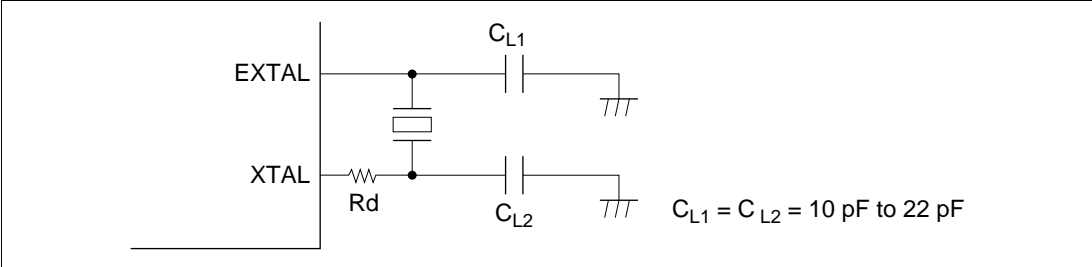 C_L1
EXTAL
XTAL
Rd
C_L2
C_L1 = C_L2 = 10 pF to 22 pF